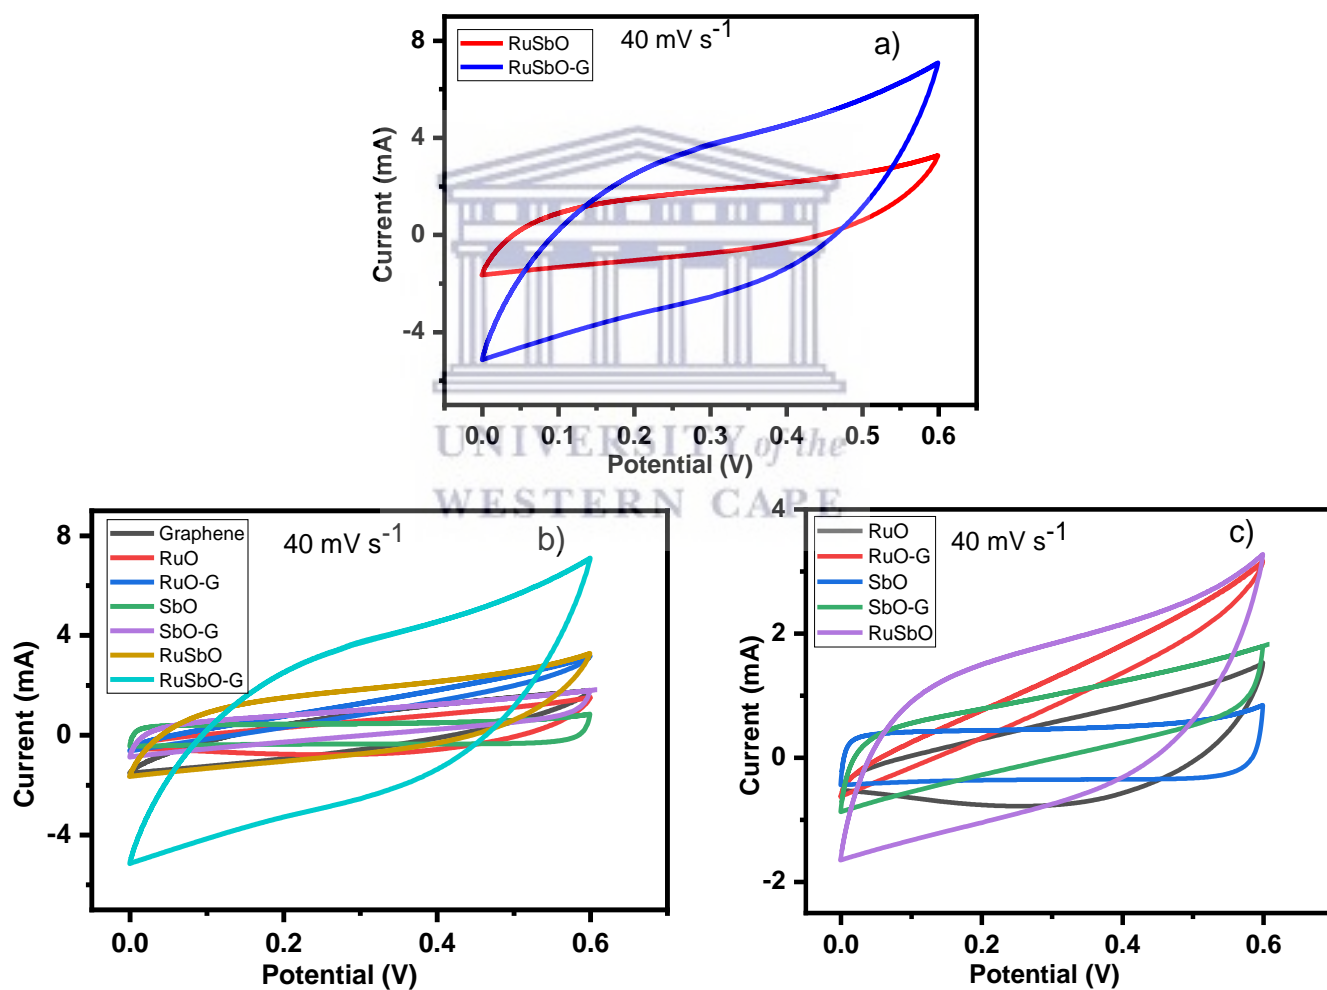 RuSbO
RuSbO-G
40 mV s⁻¹
a)
8
4
0
-4
Current (mA)
0.0 0.1 0.2 0.3 0.4 0.5 0.6
Potential (V)
UNIVERSITY of the
WESTERN CAPE
Graphene
RuO
RuO-G
SbO
SbO-G
RuSbO
RuSbO-G
40 mV s⁻¹
b)
8
4
0
-4
Current (mA)
0.0 0.2 0.4 0.6
Potential (V)
RuO
RuO-G
SbO
SbO-G
RuSbO
40 mV s⁻¹
c)
4
2
0
-2
Current (mA)
0.0 0.2 0.4 0.6
Potential (V)